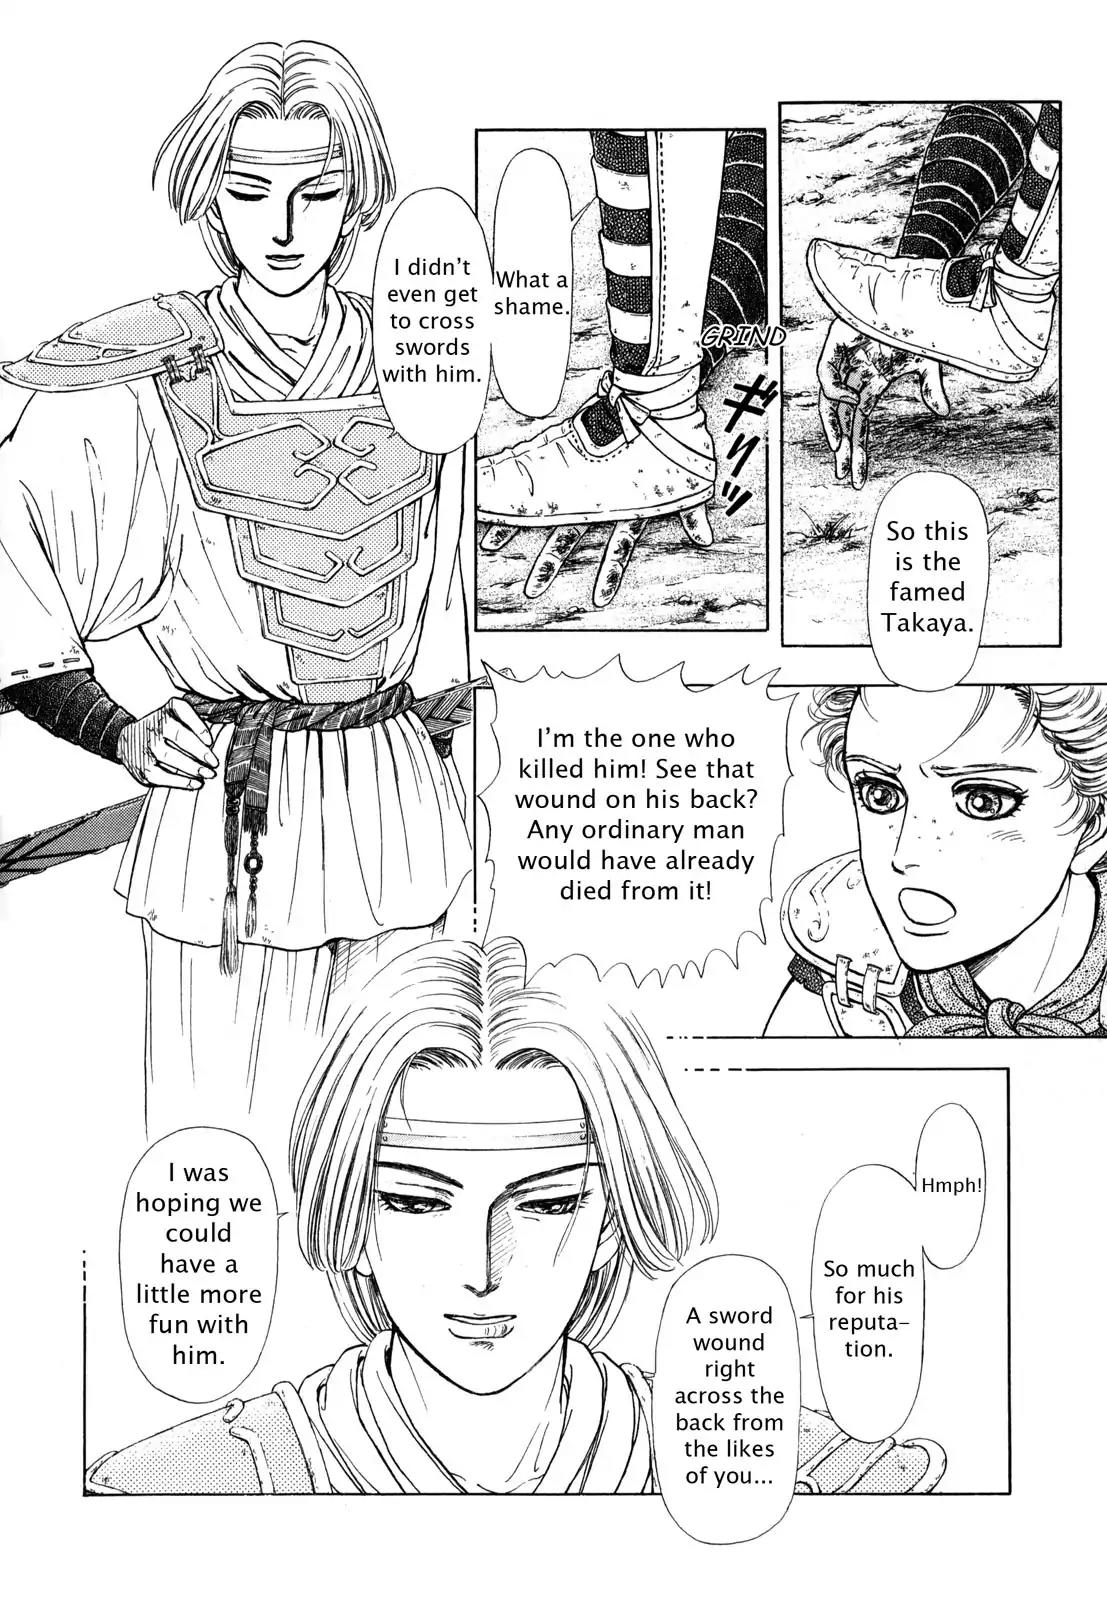 So this
is the
famed
Takaya.
What a
shame.
GRIND
ギリッ
I didn't
even get
to cross
swords
with him.
I'm the one who
killed him! See that
wound on his back?
Any ordinary man
would have already
died from it!
Hmph!
So much
for his
reputa-
tion.
A sword
wound
right
across the
back from
the likes
of you...
I was
hoping we
could
have a
little more
fun with
him.